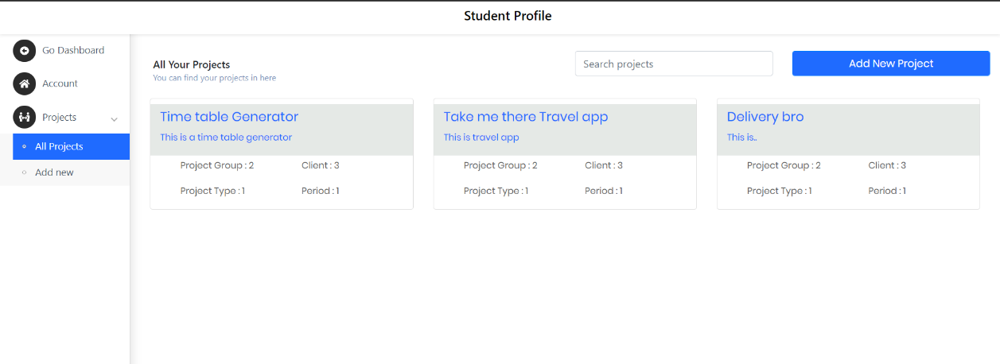 Student Profile
Go Dashboard
Account
Projects
All Projects
Add new
All Your Projects
You can find your projects in here
Search projects
Add New Project
Time table Generator
This is a time table generator
Project Group : 2 Client : 3
Project Type : 1 Period : 1
Take me there Travel app
This is travel app
Project Group : 2 Client : 3
Project Type : 1 Period : 1
Delivery bro
This is..
Project Group : 2 Client : 3
Project Type : 1 Period : 1